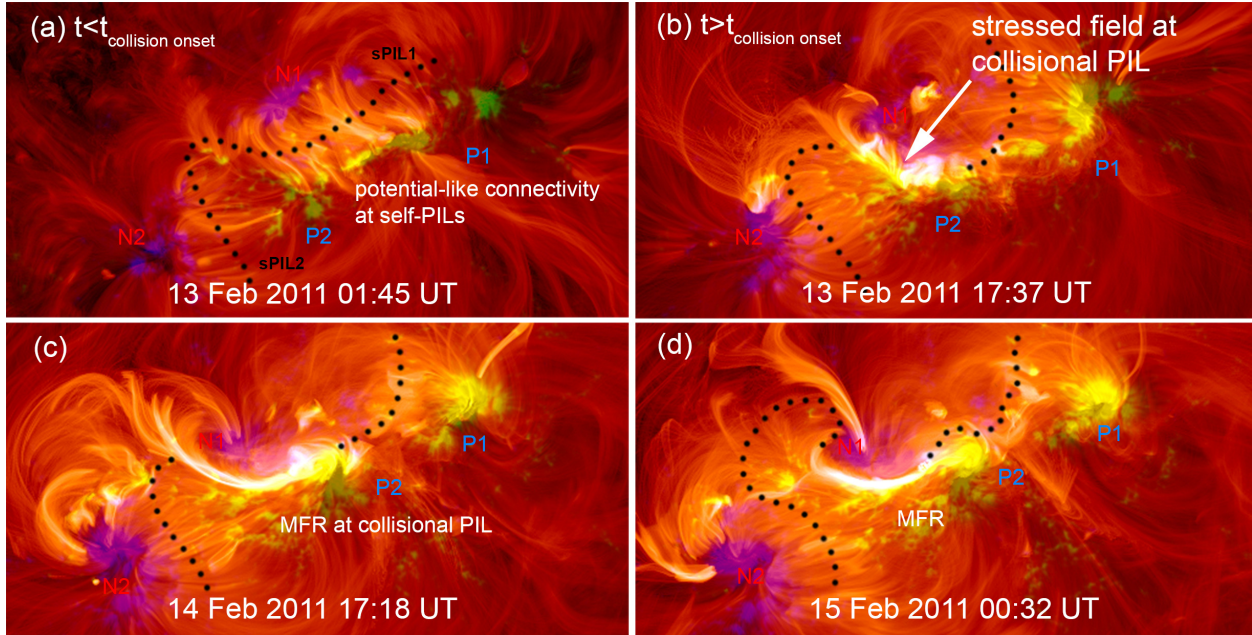 (a) t<t collision onset
sPIL1
N1
P1
potential-like connectivity
at self-PILs
N2
P2
sPIL2
13 Feb 2011 01:45 UT
(b) t>t collision onset
stressed field at
collisional PIL
N1
P1
P2
N2
13 Feb 2011 17:37 UT
(c)
N1
P1
P2
MFR at collisional PIL
N2
14 Feb 2011 17:18 UT
(d)
P1
N1
P2
MFR
N2
15 Feb 2011 00:32 UT